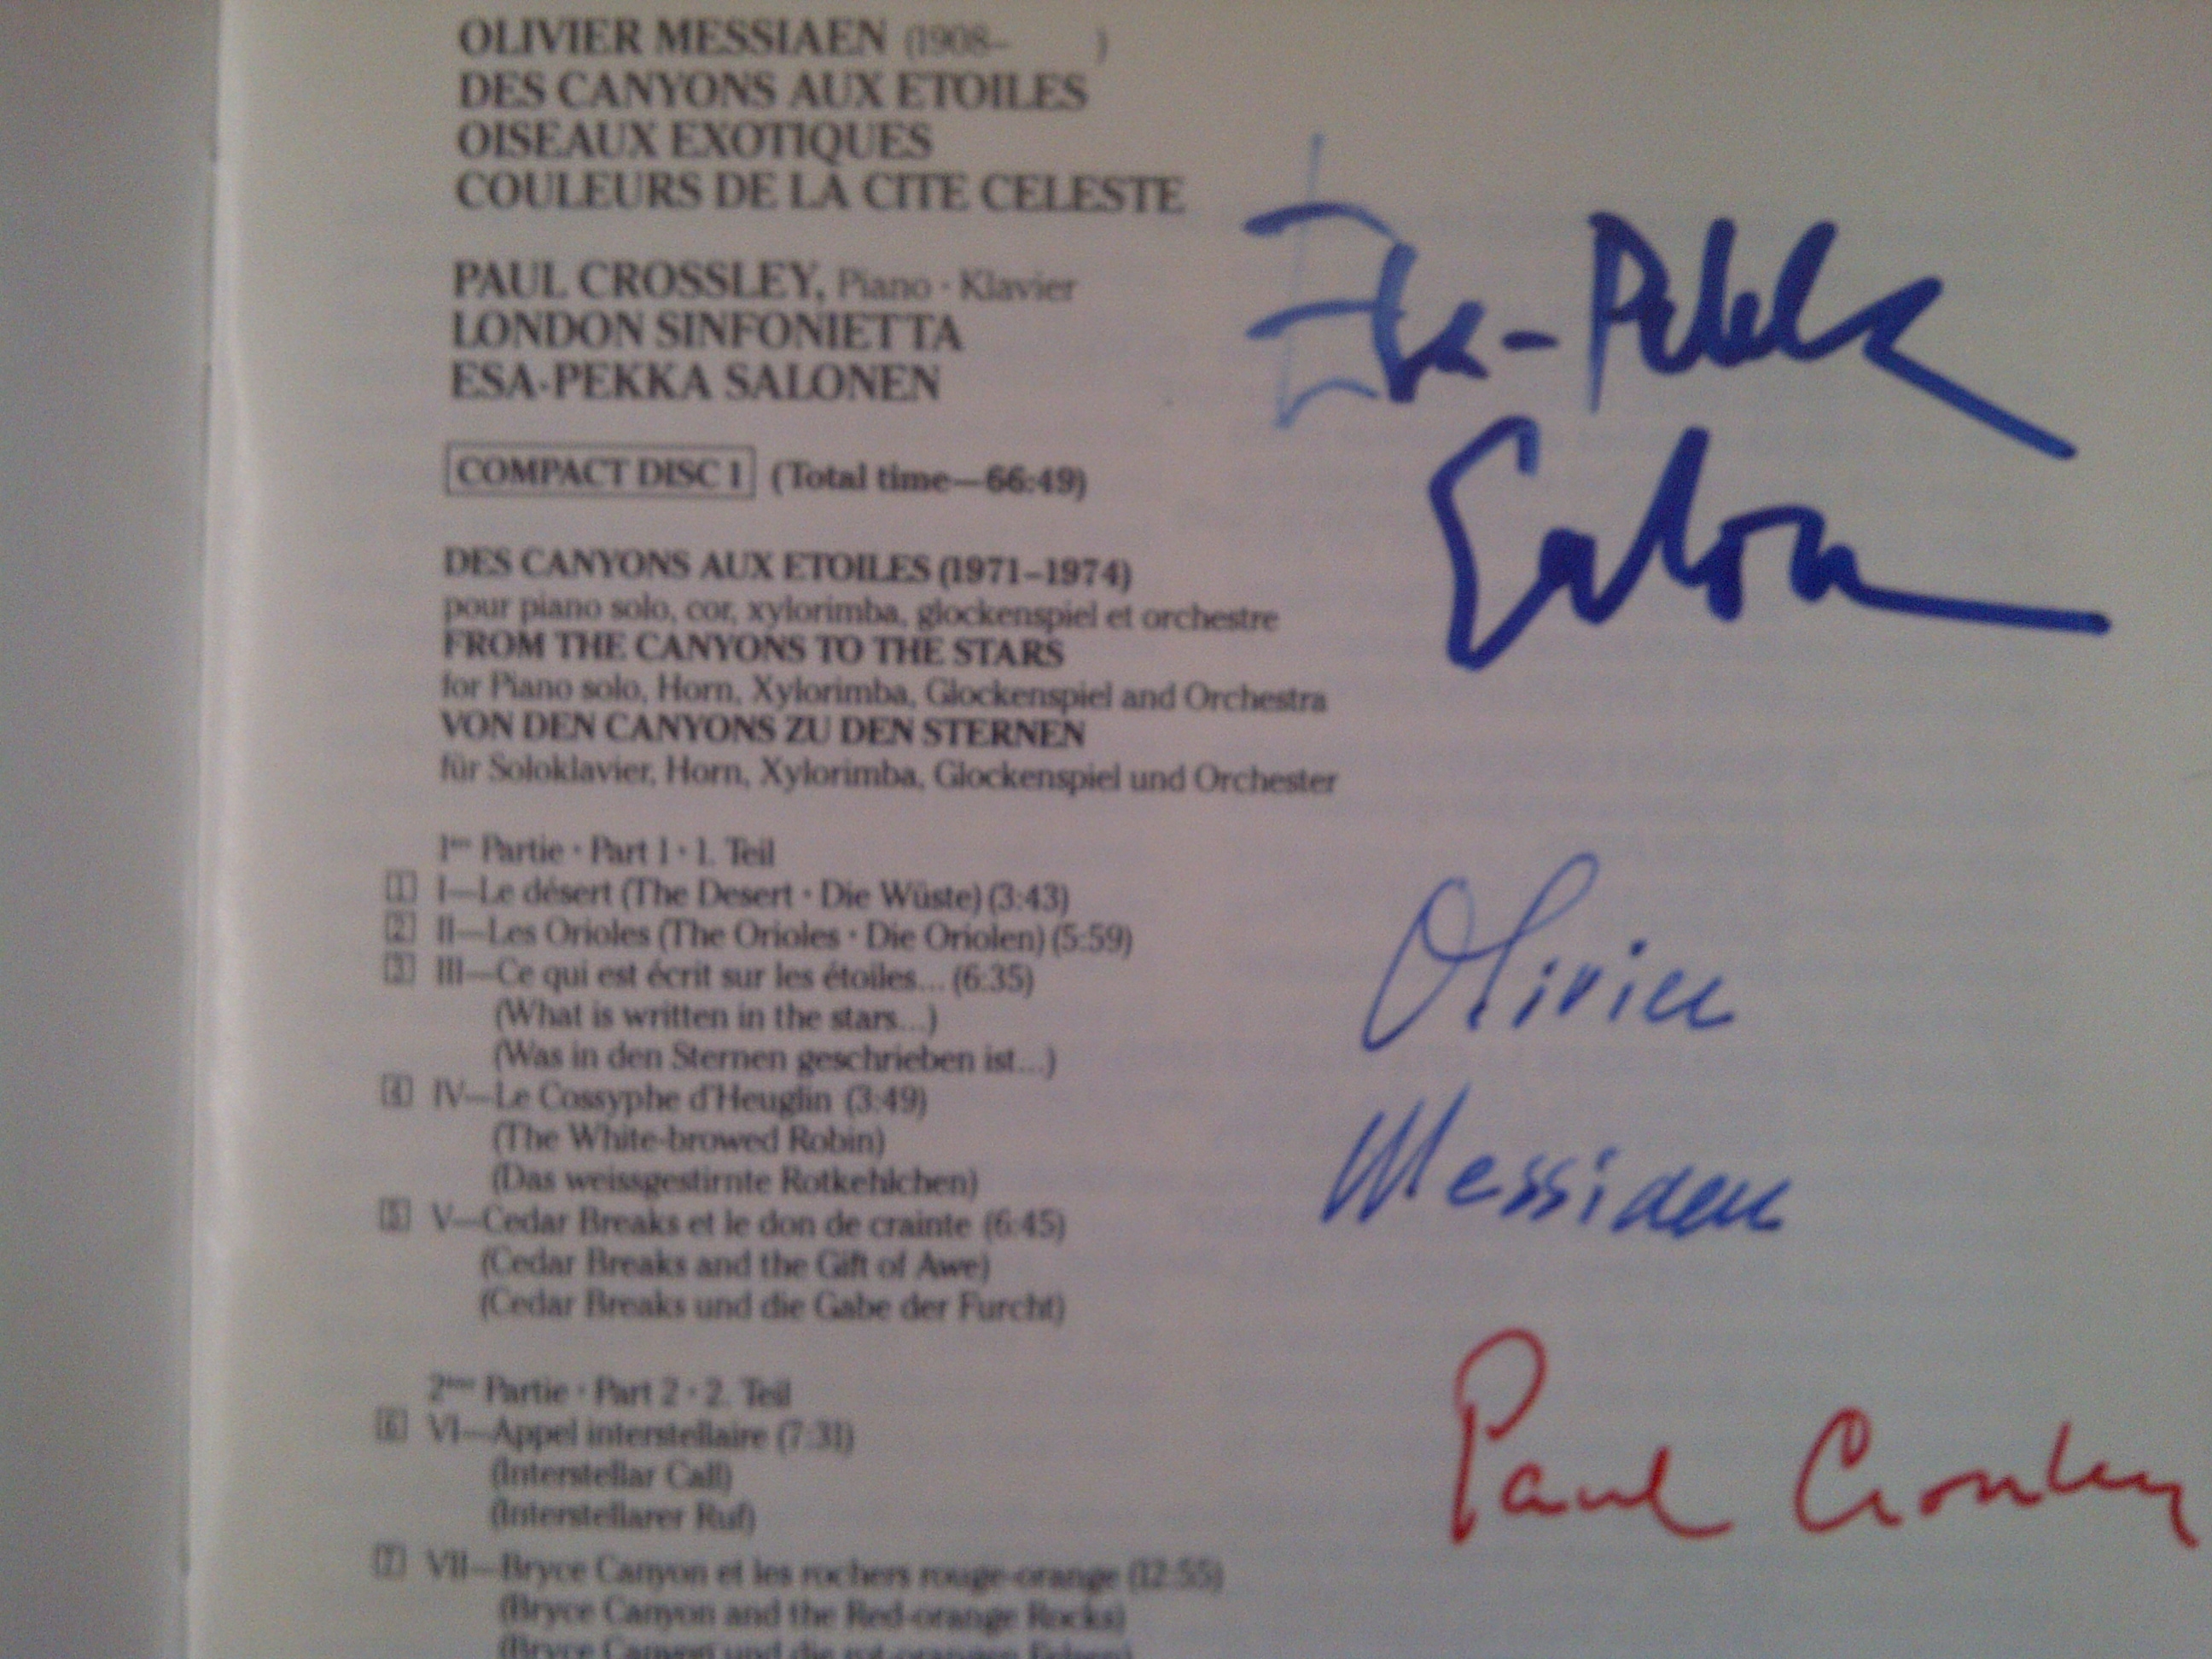 OLIVIER MESSIAEN (1908– )
DES CANYONS AUX ETOILES
OISEAUX EXOTIQUES
COULEURS DE LA CITE CELESTE
PAUL CROSSLEY, Piano · Klavier
LONDON SINFONIETTA
ESA-PEKKA SALONEN
COMPACT DISC 1 (Total time—66:49)
DES CANYONS AUX ETOILES (1971–1974)
pour piano solo, cor, xylorimba, glockenspiel et orchestre
FROM THE CANYONS TO THE STARS
for Piano solo, Horn, Xylorimba, Glockenspiel and Orchestra
VON DEN CANYONS ZU DEN STERNEN
für Soloklavier, Horn, Xylorimba, Glockenspiel und Orchester
1ère Partie · Part 1 · 1. Teil
1 I—Le désert (The Desert · Die Wüste) (3:43)
2 II—Les Orioles (The Orioles · Die Oriolen) (5:59)
3 III—Ce qui est écrit sur les étoiles... (6:35)
(What is written in the stars...)
(Was in den Sternen geschrieben ist...)
4 IV—Le Cossyphe d'Heuglin (3:49)
(The White-browed Robin)
(Das weissgestirnte Rotkehlchen)
5 V—Cedar Breaks et le don de crainte (6:45)
(Cedar Breaks and the Gift of Awe)
(Cedar Breaks und die Gabe der Furcht)
2ème Partie · Part 2 · 2. Teil
6 VI—Appel interstellaire (7:31)
(Interstellar Call)
(Interstellarer Ruf)
7 VII—Bryce Canyon et les rochers rouge-orange (12:55)
(Bryce Canyon and the Red-orange Rocks)
(Bryce Canyon und die rot-orangen Felsen)
Esa-Pekka
Salonen
Olivier
Messiaen
Paul Crossley